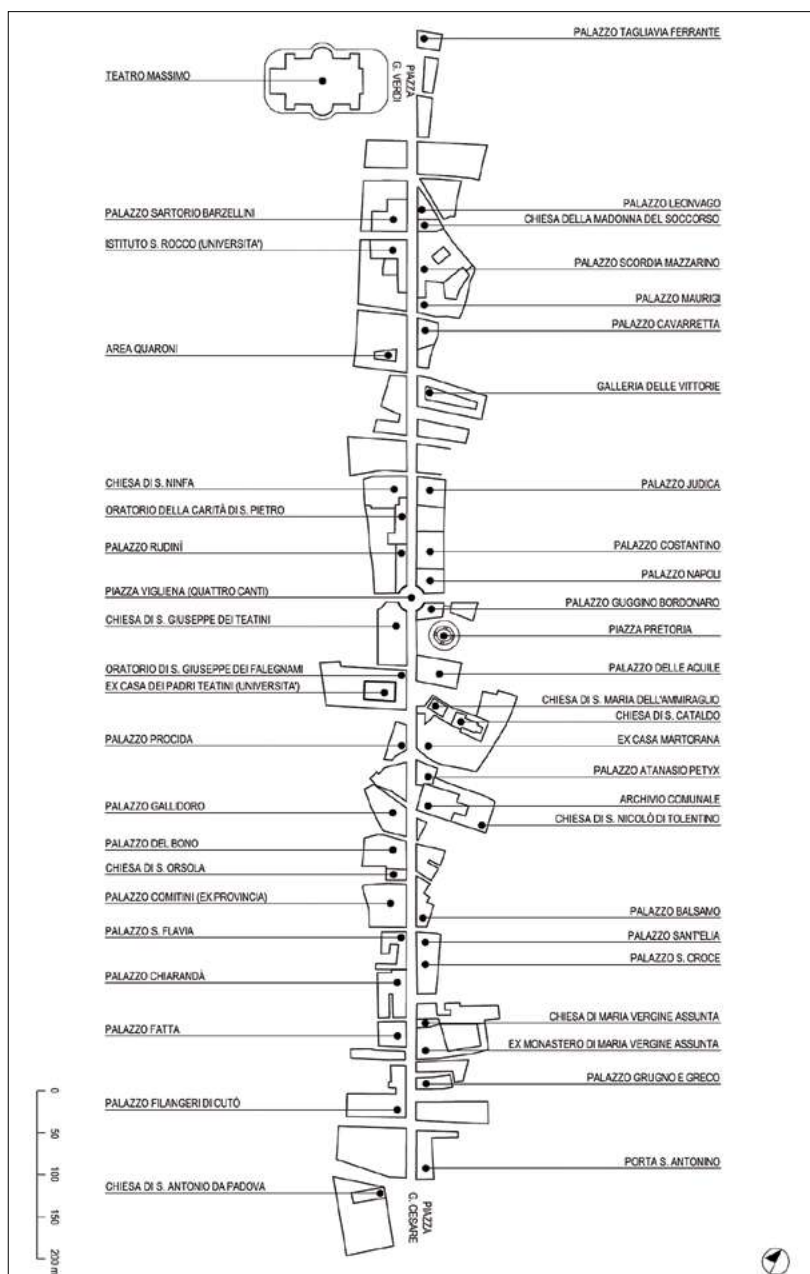 PALAZZO TAGLIAVIA FERRANTE
TEATRO MASSIMO
PIAZZA
G. VERDI
PALAZZO LEONVAGO
PALAZZO SARTORIO BARZELLINI
CHIESA DELLA MADONNA DEL SOCCORSO
ISTITUTO S. ROCCO (UNIVERSITA')
PALAZZO SCORDIA MAZZARINO
PALAZZO MAURIGI
PALAZZO CAVARRETTA
AREA QUARONI
GALLERIA DELLE VITTORIE
CHIESA DI S. NINFA
PALAZZO JUDICA
ORATORIO DELLA CARITÀ DI S. PIETRO
PALAZZO RUDINÌ
PALAZZO COSTANTINO
PALAZZO NAPOLI
PIAZZA VIGLIENA (QUATTRO CANTI)
PALAZZO GUGGINO BORDONARO
CHIESA DI S. GIUSEPPE DEI TEATINI
PIAZZA PRETORIA
ORATORIO DI S. GIUSEPPE DEI FALEGNAMI
PALAZZO DELLE AQUILE
EX CASA DEI PADRI TEATINI (UNIVERSITA')
CHIESA DI S. MARIA DELL'AMMIRAGLIO
CHIESA DI S. CATALDO
PALAZZO PROCIDA
EX CASA MARTORANA
PALAZZO ATANASIO PETYX
PALAZZO GALLIDORO
ARCHIVIO COMUNALE
CHIESA DI S. NICOLÒ DI TOLENTINO
PALAZZO DEL BONO
CHIESA DI S. ORSOLA
PALAZZO COMITINI (EX PROVINCIA)
PALAZZO BALSAMO
PALAZZO S. FLAVIA
PALAZZO SANT'ELIA
PALAZZO S. CROCE
PALAZZO CHIARANDÀ
CHIESA DI MARIA VERGINE ASSUNTA
PALAZZO FATTA
EX MONASTERO DI MARIA VERGINE ASSUNTA
PALAZZO GRUGNO E GRECO
PALAZZO FILANGERI DI CUTÒ
PORTA S. ANTONINO
CHIESA DI S. ANTONIO DA PADOVA
PIAZZA
G. CESARE
0
50
100
150
200 m